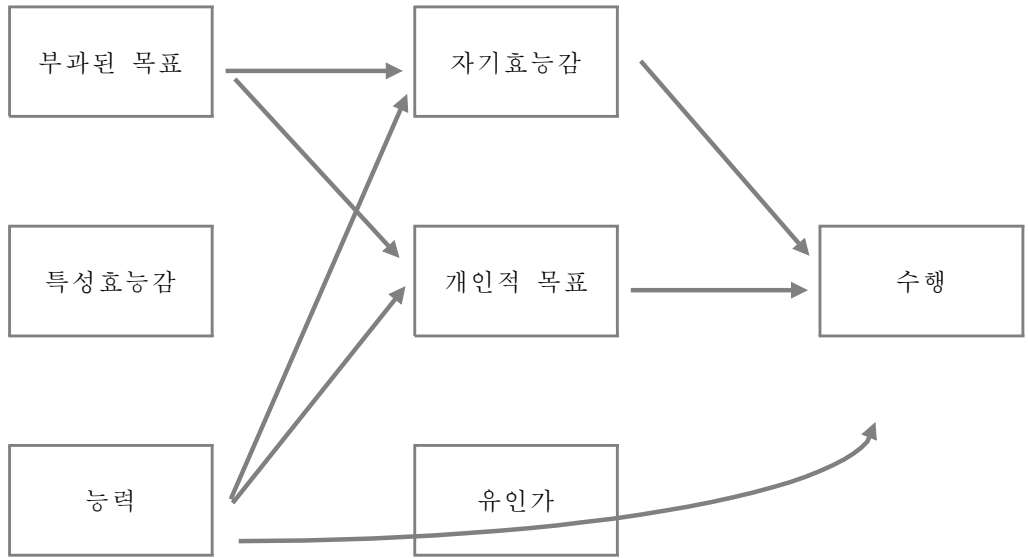 부과된 목표
자기효능감
특성효능감
개인적 목표
수행
능력
유인가